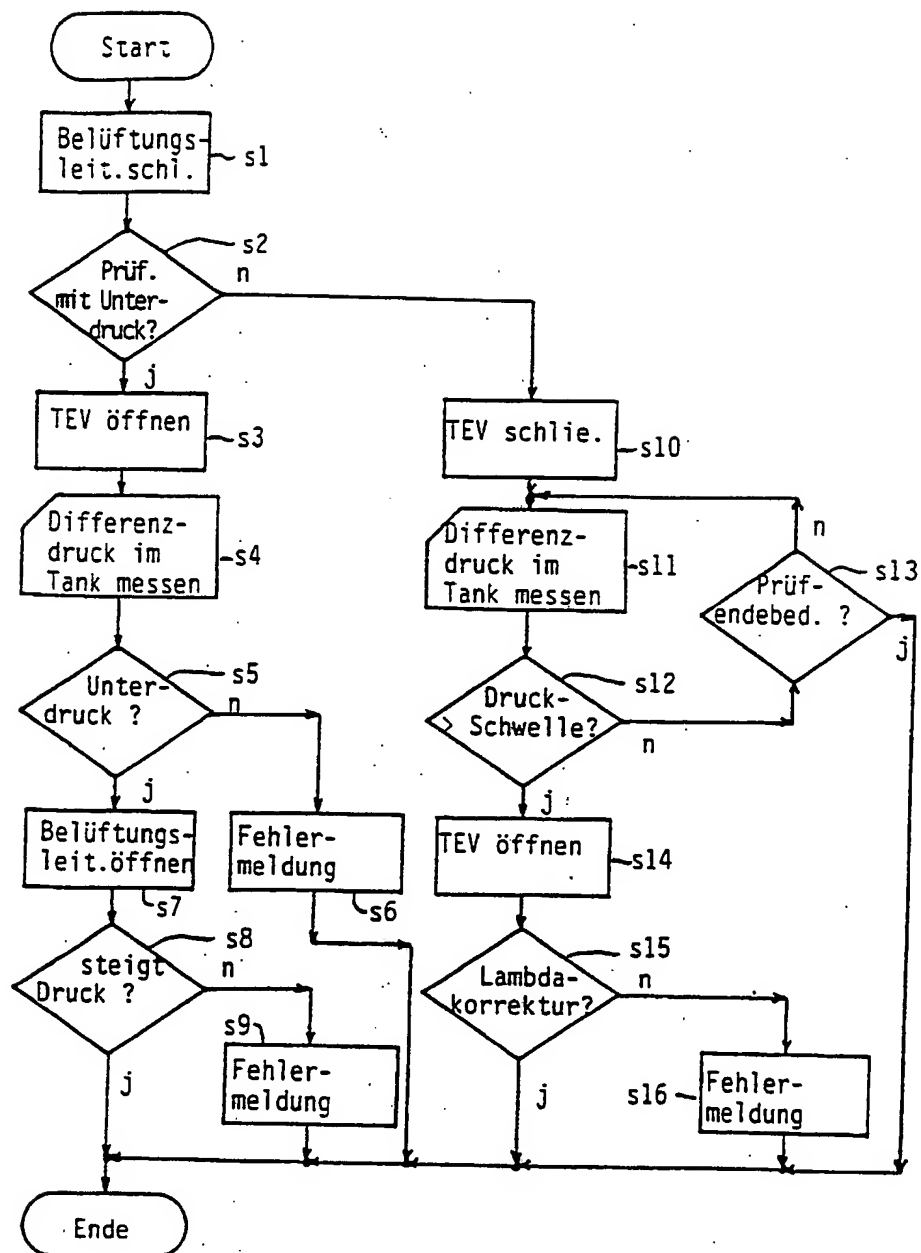 Start
Belüftungs-
leit.schl.
s1
s2
Prüf.
mit Unter-
druck?
n
j
TEV öffnen
s3
Differenz-
druck im
Tank messen
s4
Unter-
druck ?
s5
n
j
Belüftungs-
leit.öffnen
s7
Fehler-
meldung
s6
s8
steigt
Druck ?
n
j
s9
Fehler-
meldung
TEV schlie.
s10
Differenz-
druck im
Tank messen
s11
n
s13
Prüf-
endebed. ?
j
s12
Druck-
> Schwelle?
n
j
TEV öffnen
s14
s15
Lambda-
korrektur?
n
j
s16
Fehler-
meldung
Ende